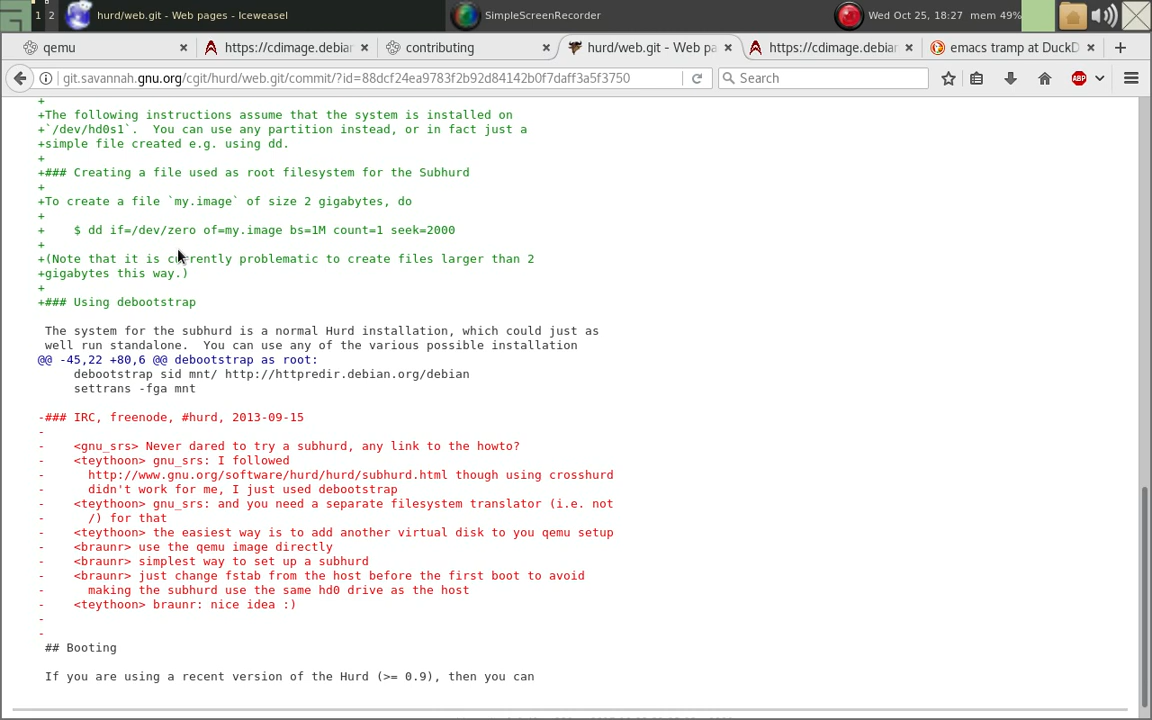 1 2 hurd/web.git - Web pages - Iceweasel SimpleScreenRecorder Wed Oct 25, 18:27 mem 49%
qemu × https://cdimage.debian × contributing × hurd/web.git - Web pa × https://cdimage.debian × emacs tramp at DuckD ×
git.savannah.gnu.org/cgit/hurd/web.git/commit/?id=88dcf24ea9783f2b92d84142b0f7daff3a5f3750 Search ABP
+
+The following instructions assume that the system is installed on
+`/dev/hd0s1`.  You can use any partition instead, or in fact just a
+simple file created e.g. using dd.
+
+### Creating a file used as root filesystem for the Subhurd
+
+To create a file `my.image` of size 2 gigabytes, do
+
+    $ dd if=/dev/zero of=my.image bs=1M count=1 seek=2000
+
+(Note that it is currently problematic to create files larger than 2
+gigabytes this way.)
+
+### Using debootstrap
The system for the subhurd is a normal Hurd installation, which could just as
well run standalone.  You can use any of the various possible installation
@@ -45,22 +80,6 @@ debootstrap as root:
debootstrap sid mnt/ http://httpredir.debian.org/debian
settrans -fga mnt
-### IRC, freenode, #hurd, 2013-09-15
-
-    <gnu_srs> Never dared to try a subhurd, any link to the howto?
-    <teythoon> gnu_srs: I followed
-      http://www.gnu.org/software/hurd/hurd/subhurd.html though using crosshurd
-      didn't work for me, I just used debootstrap
-    <teythoon> gnu_srs: and you need a separate filesystem translator (i.e. not
-      /) for that
-    <teythoon> the easiest way is to add another virtual disk to you qemu setup
-    <braunr> use the qemu image directly
-    <braunr> simplest way to set up a subhurd
-    <braunr> just change fstab from the host before the first boot to avoid
-      making the subhurd use the same hd0 drive as the host
-    <teythoon> braunr: nice idea :)
-
-
## Booting
If you are using a recent version of the Hurd (>= 0.9), then you can